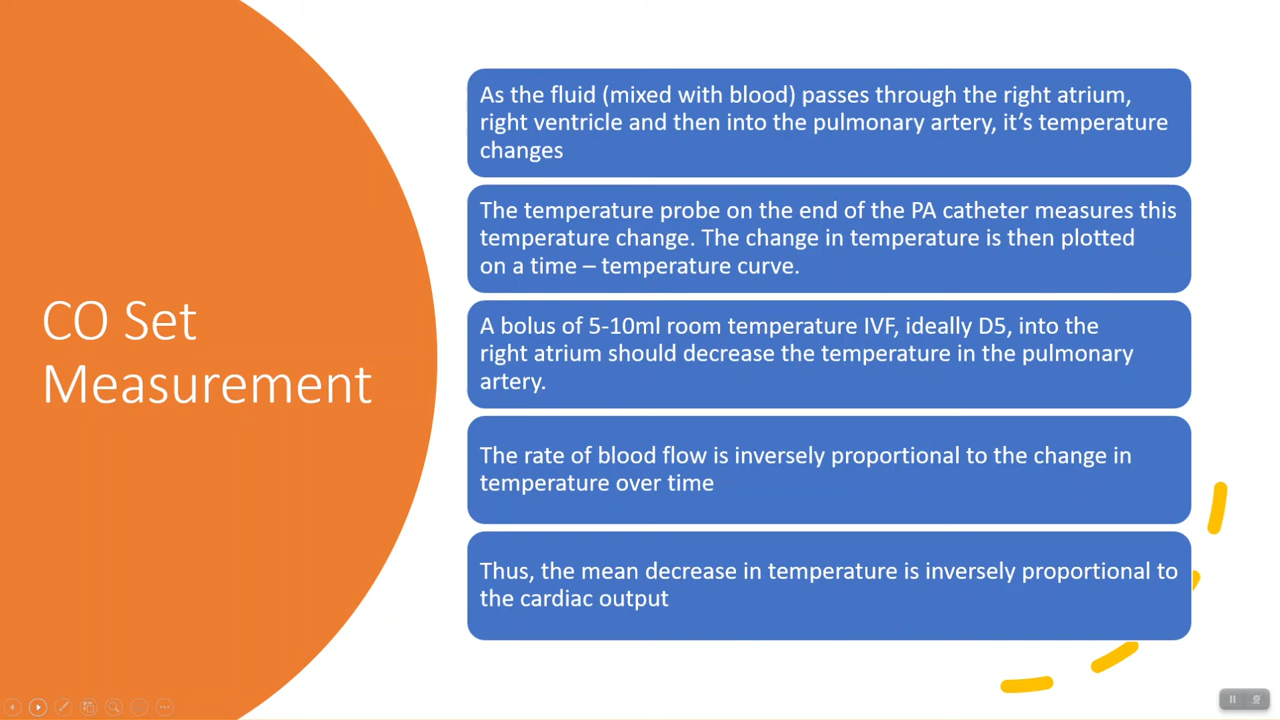 CO Set
Measurement
As the fluid (mixed with blood) passes through the right atrium,
right ventricle and then into the pulmonary artery, it’s temperature
changes
The temperature probe on the end of the PA catheter measures this
temperature change. The change in temperature is then plotted
on a time – temperature curve.
A bolus of 5-10ml room temperature IVF, ideally D5, into the
right atrium should decrease the temperature in the pulmonary
artery.
The rate of blood flow is inversely proportional to the change in
temperature over time
Thus, the mean decrease in temperature is inversely proportional to
the cardiac output